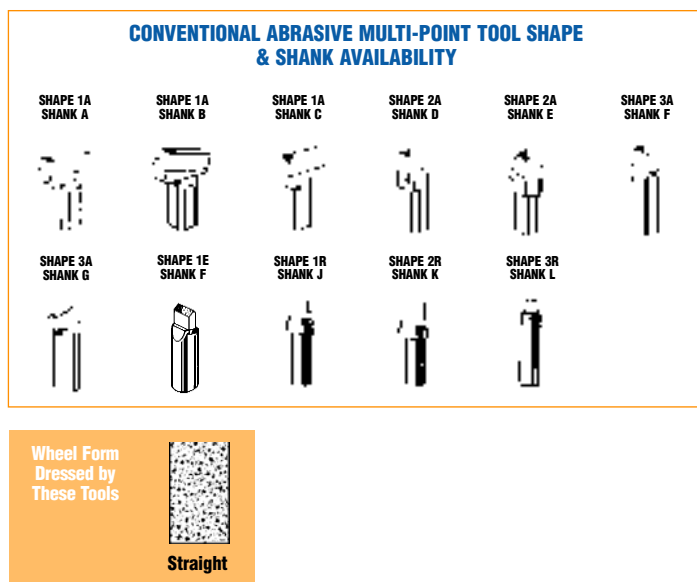 CONVENTIONAL ABRASIVE MULTI-POINT TOOL SHAPE
& SHANK AVAILABILITY
SHAPE 1A
SHANK A
SHAPE 1A
SHANK B
SHAPE 1A
SHANK C
SHAPE 2A
SHANK D
SHAPE 2A
SHANK E
SHAPE 3A
SHANK F
SHAPE 3A
SHANK G
SHAPE 1E
SHANK F
SHAPE 1R
SHANK J
SHAPE 2R
SHANK K
SHAPE 3R
SHANK L
Wheel Form
Dressed by
These Tools
Straight